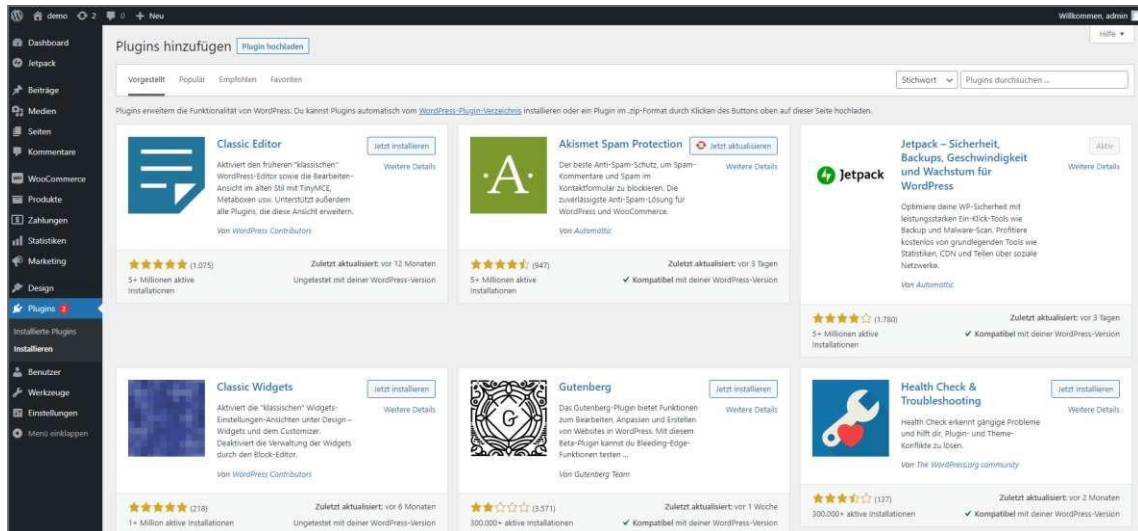 demo 2 0 + Neu
Willkommen, admin
Hilfe
Dashboard
Jetpack
Beiträge
Medien
Seiten
Kommentare
WooCommerce
Produkte
Zahlungen
Statistiken
Marketing
Design
Plugins 2
Installierte Plugins
Installieren
Benutzer
Werkzeuge
Einstellungen
Menü einklappen
Plugins hinzufügen Plugin hochladen
Vorgestellt Populär Empfohlen Favoriten
Stichwort Plugins durchsuchen ...
Plugins erweitern die Funktionalität von WordPress. Du kannst Plugins automatisch vom WordPress-Plugin-Verzeichnis installieren oder ein Plugin im .zip-Format durch Klicken des Buttons oben auf dieser Seite hochladen.
Classic Editor
Jetzt installieren
Weitere Details
Aktiviert den früheren "klassischen"
WordPress-Editor sowie die Bearbeiten-
Ansicht im alten Stil mit TinyMCE,
Metaboxen usw. Unterstützt außerdem
alle Plugins, die diese Ansicht erweitern.
Von WordPress Contributors
(1.075)
5+ Millionen aktive
Installationen
Zuletzt aktualisiert: vor 12 Monaten
Ungetestet mit deiner WordPress-Version
·A·
Akismet Spam Protection
Jetzt aktualisieren
Weitere Details
Der beste Anti-Spam-Schutz, um Spam-
Kommentare und Spam im
Kontaktformular zu blockieren. Die
zuverlässigste Anti-Spam-Lösung für
WordPress und WooCommerce.
Von Automattic
(947)
5+ Millionen aktive
Installationen
Zuletzt aktualisiert: vor 3 Tagen
Kompatibel mit deiner WordPress-Version
Jetpack
Jetpack – Sicherheit,
Backups, Geschwindigkeit
und Wachstum für
WordPress
Aktiv
Weitere Details
Optimiere deine WP-Sicherheit mit
leistungsstarken Ein-Klick-Tools wie
Backup und Malware-Scan. Profitiere
kostenlos von grundlegenden Tools wie
Statistiken, CDN und Teilen über soziale
Netzwerke.
Von Automattic
(1.780)
5+ Millionen aktive
Installationen
Zuletzt aktualisiert: vor 3 Tagen
Kompatibel mit deiner WordPress-Version
Classic Widgets
Jetzt installieren
Weitere Details
Aktiviert die "klassischen" Widgets-
Einstellungen-Ansichten unter Design –
Widgets und dem Customizer.
Deaktiviert die Verwaltung der Widgets
durch den Block-Editor.
Von WordPress Contributors
(218)
1+ Million aktive Installationen
Zuletzt aktualisiert: vor 6 Monaten
Ungetestet mit deiner WordPress-Version
G
Gutenberg
Jetzt installieren
Weitere Details
Das Gutenberg-Plugin bietet Funktionen
zum Bearbeiten, Anpassen und Erstellen
von Websites in WordPress. Mit diesem
Beta-Plugin kannst du Bleeding-Edge-
Funktionen testen ...
Von Gutenberg Team
(3.571)
300.000+ aktive Installationen
Zuletzt aktualisiert: vor 1 Woche
Kompatibel mit deiner WordPress-Version
Health Check &
Troubleshooting
Jetzt installieren
Weitere Details
Health Check erkennt gängige Probleme
und hilft dir, Plugin- und Theme-
Konflikte zu lösen.
Von The WordPress.org community
(137)
300.000+ aktive Installationen
Zuletzt aktualisiert: vor 2 Monaten
Kompatibel mit deiner WordPress-Version